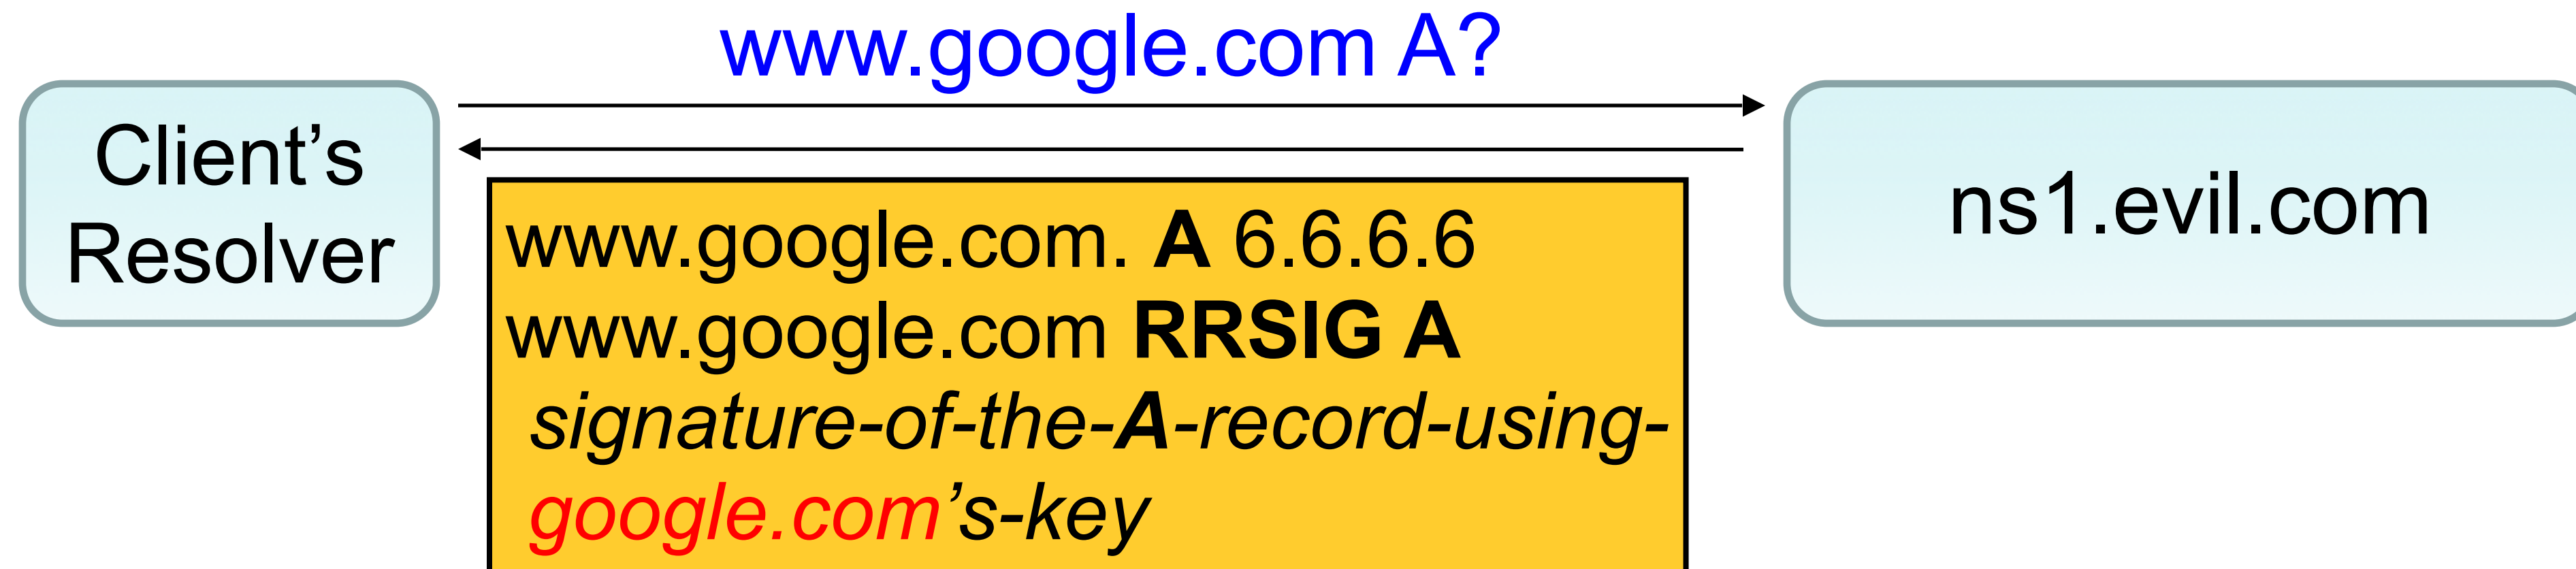 www.google.com A?
Client’s
Resolver
ns1.evil.com
www.google.com. A 6.6.6.6
www.google.com RRSIG A
signature-of-the-A-record-using-
google.com’s-key